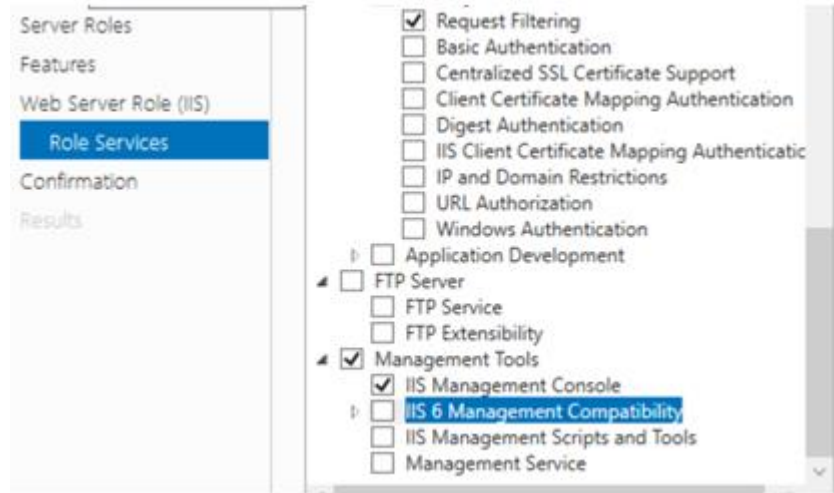 Server Roles
Features
Web Server Role (IIS)
Role Services
Confirmation
Results
Request Filtering
Basic Authentication
Centralized SSL Certificate Support
Client Certificate Mapping Authentication
Digest Authentication
IIS Client Certificate Mapping Authenticatic
IP and Domain Restrictions
URL Authorization
Windows Authentication
Application Development
FTP Server
FTP Service
FTP Extensibility
Management Tools
IIS Management Console
IIS 6 Management Compatibility
IIS Management Scripts and Tools
Management Service